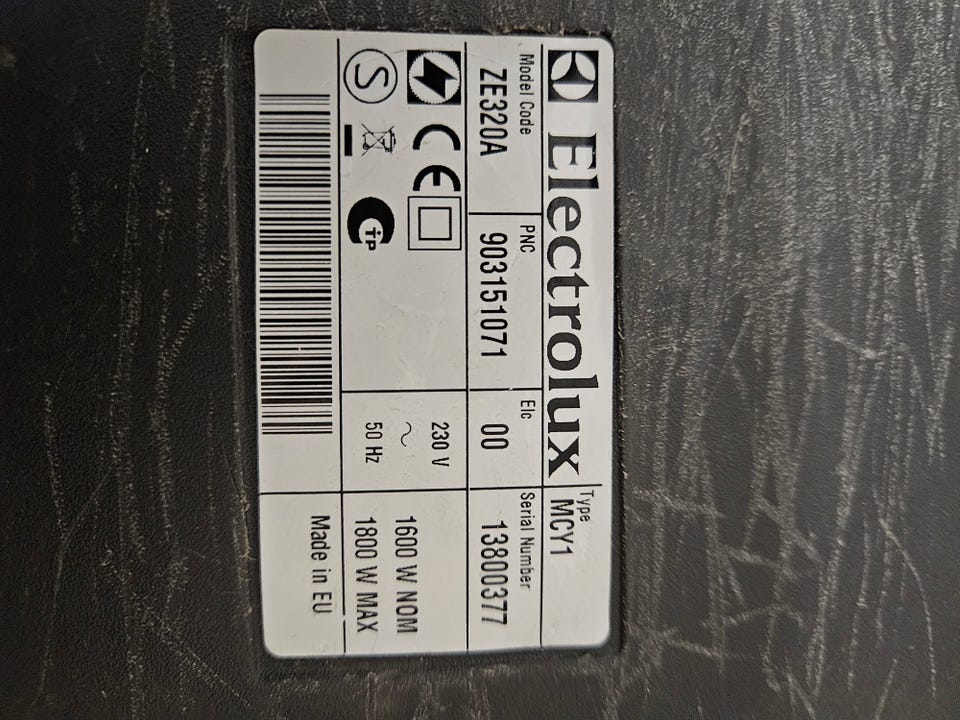 Electrolux
Type
MCY1
Model Code
ZE320A
PNC
903151071
Elc
00
Serial Number
13800377
S
CE
230 V
~
50 Hz
1600 W NOM
1800 W MAX
Made in EU